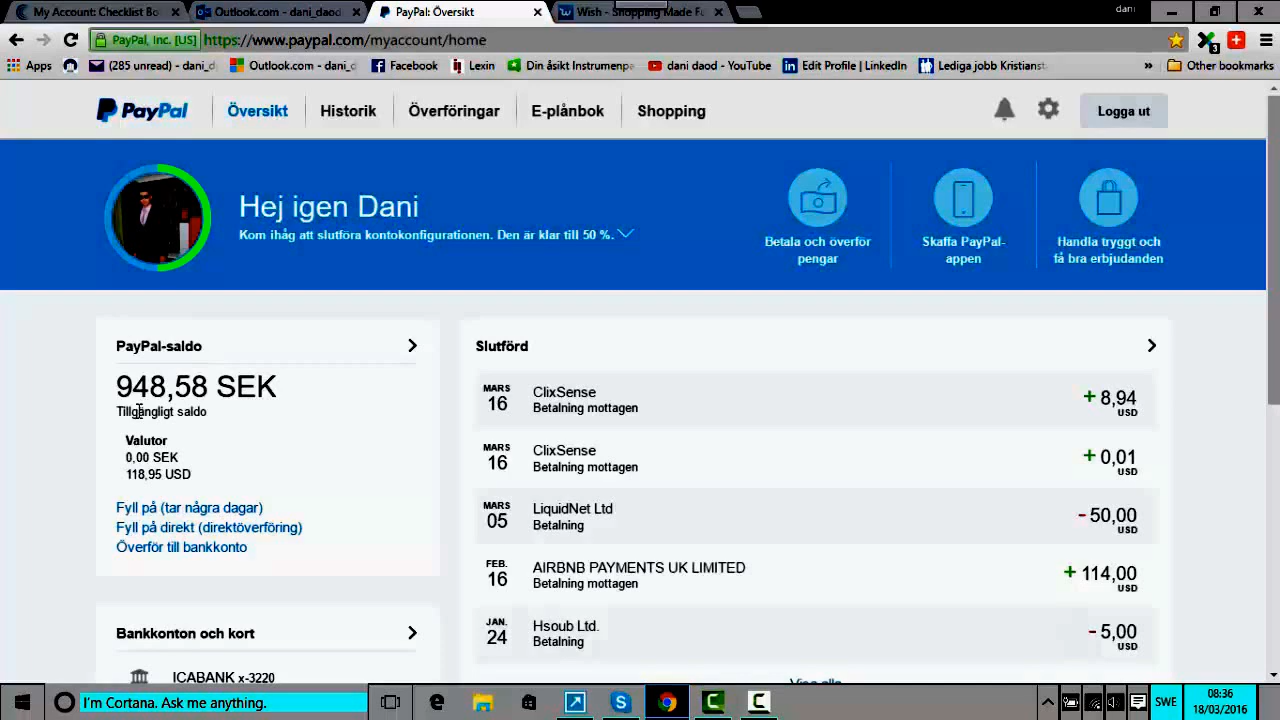 My Account: Checklist Bo
Outlook.com - dani_daod
PayPal: Översikt
Wish - Shopping Made Fu
dani
PayPal, Inc. [US]
https://www.paypal.com/myaccount/home
3
Apps
(285 unread) - dani_d
Outlook.com - dani_d
Facebook
Lexin
Din åsikt Instrumenpa
dani daod - YouTube
Edit Profile | LinkedIn
Lediga jobb Kristians
»
Other bookmarks
PayPal
Översikt
Historik
Överföringar
E-plånbok
Shopping
Logga ut
Hej igen Dani
Kom ihåg att slutföra kontokonfigurationen. Den är klar till 50 %.
Betala och överför
pengar
Skaffa PayPal-
appen
Handla tryggt och
få bra erbjudanden
PayPal-saldo
948,58 SEK
Tillgängligt saldo
Valutor
0,00 SEK
118,95 USD
Fyll på (tar några dagar)
Fyll på direkt (direktöverföring)
Överför till bankkonto
Bankkonton och kort
ICABANK x-3220
Slutförd
MARS
16
ClixSense
Betalning mottagen
+ 8,94
USD
MARS
16
ClixSense
Betalning mottagen
+ 0,01
USD
MARS
05
LiquidNet Ltd
Betalning
- 50,00
USD
FEB.
16
AIRBNB PAYMENTS UK LIMITED
Betalning mottagen
+ 114,00
USD
JAN.
24
Hsoub Ltd.
Betalning
- 5,00
USD
Visa alla
I'm Cortana. Ask me anything.
SWE
08:36
18/03/2016